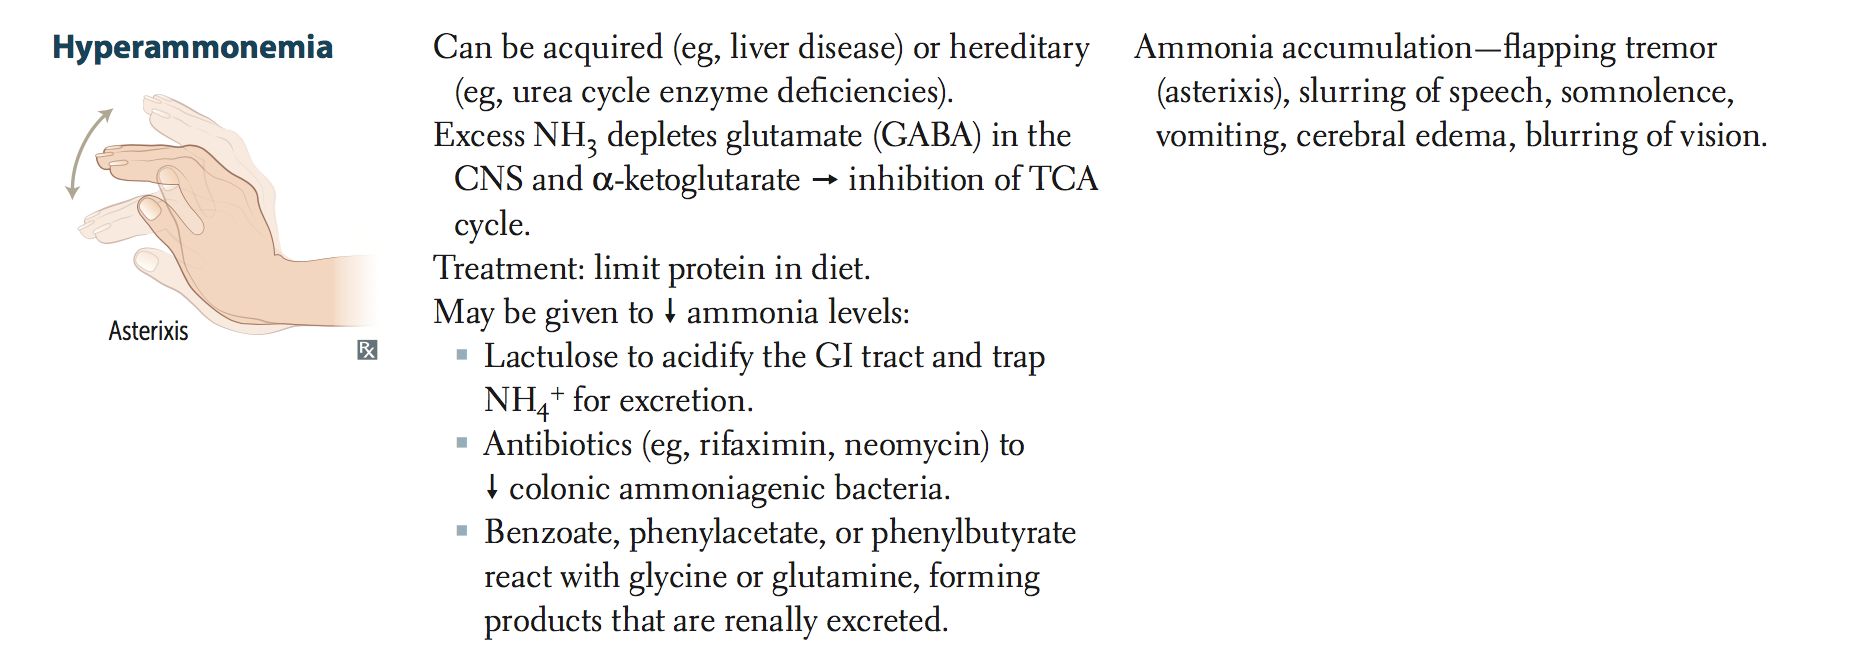 Hyperammonemia
Asterixis
Rx
Can be acquired (eg, liver disease) or hereditary
(eg, urea cycle enzyme deficiencies).
Excess NH₃ depletes glutamate (GABA) in the
CNS and α-ketoglutarate → inhibition of TCA
cycle.
Treatment: limit protein in diet.
May be given to ↓ ammonia levels:
▪ Lactulose to acidify the GI tract and trap
NH₄⁺ for excretion.
▪ Antibiotics (eg, rifaximin, neomycin) to
↓ colonic ammoniagenic bacteria.
▪ Benzoate, phenylacetate, or phenylbutyrate
react with glycine or glutamine, forming
products that are renally excreted.
Ammonia accumulation—flapping tremor
(asterixis), slurring of speech, somnolence,
vomiting, cerebral edema, blurring of vision.